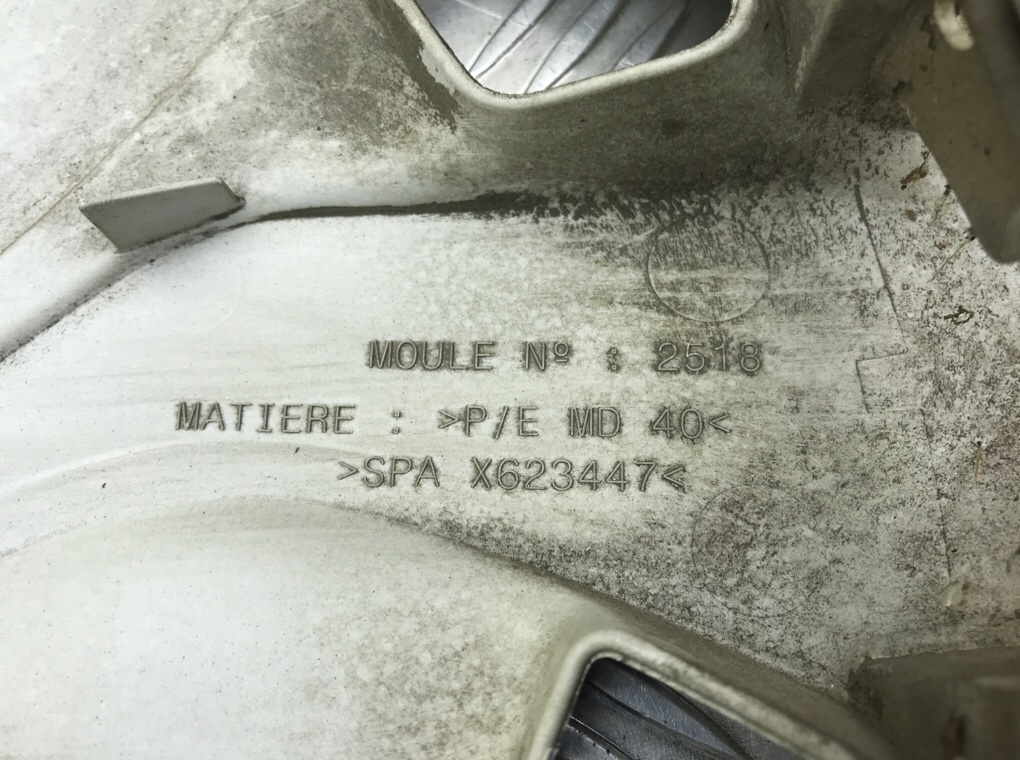 MOULE Nº : 2518
MATIERE : >P/E MD 40<
>SPA X623447<